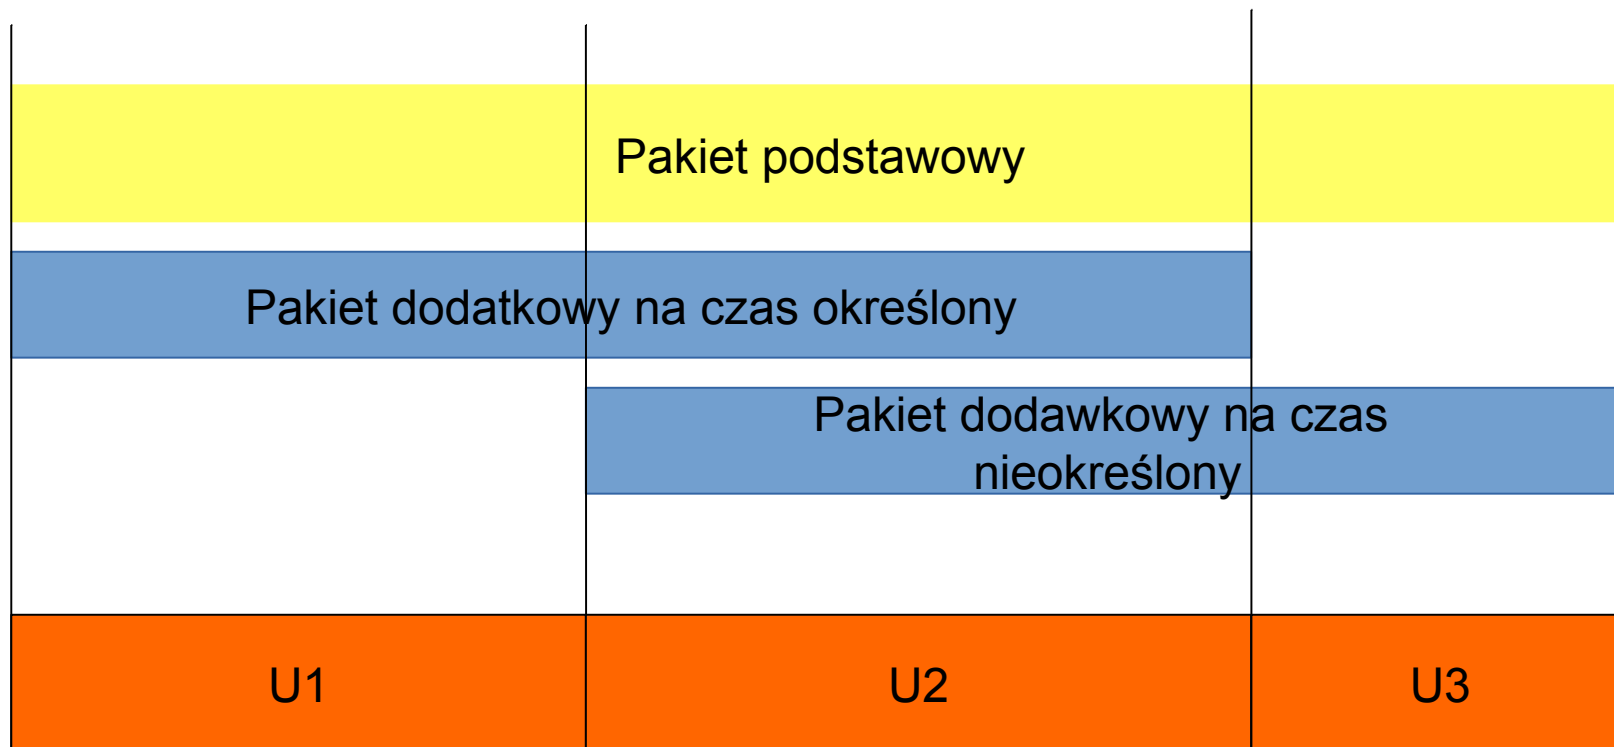 Pakiet podstawowy
Pakiet dodatkowy na czas określony
Pakiet dodawkowy na czas
nieokreślony
U1
U2
U3